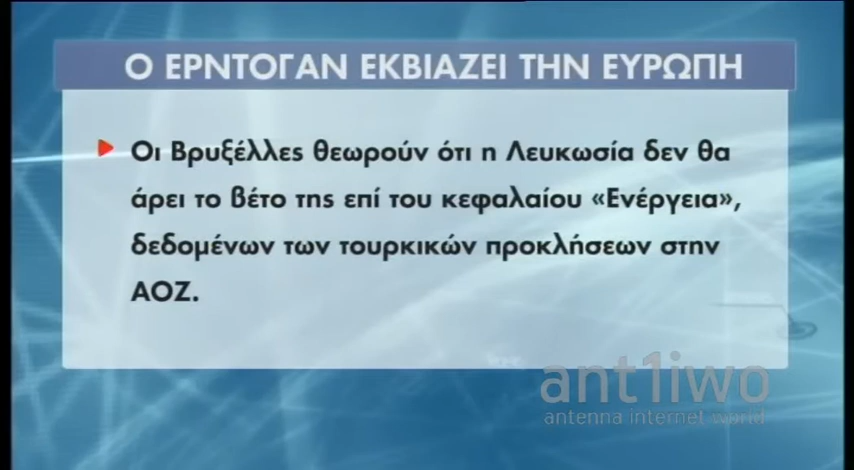 Ο ΕΡΝΤΟΓΑΝ ΕΚΒΙΑΖΕΙ ΤΗΝ ΕΥΡΩΠΗ
Οι Βρυξέλλες θεωρούν ότι η Λευκωσία δεν θα
άρει το βέτο της επί του κεφαλαίου «Ενέργεια»,
δεδομένων των τουρκικών προκλήσεων στην
ΑΟΖ.
ant1iwo
antenna internet world